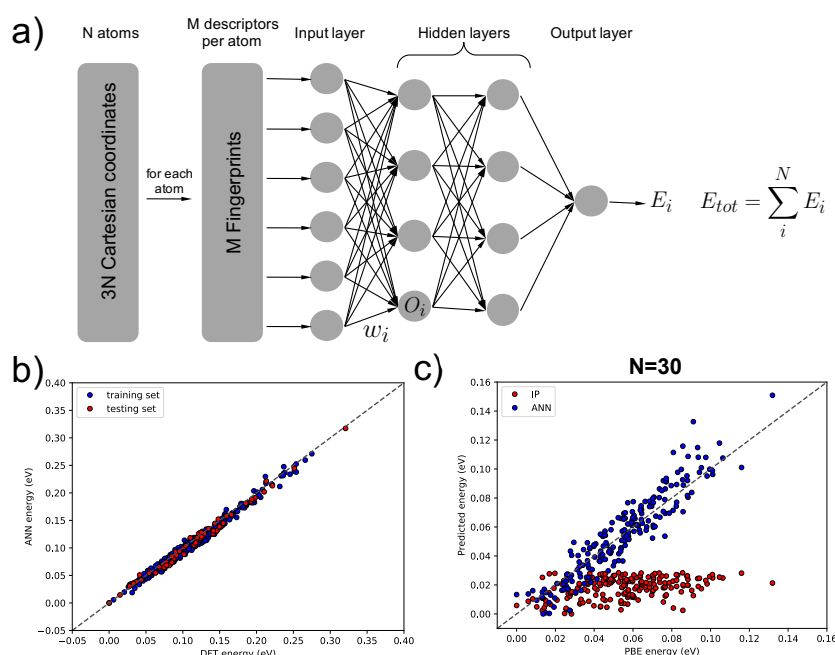 a)
N atoms
M descriptors
per atom
Input layer
Hidden layers
Output layer
3N Cartesian coordinates
for each
atom
M Fingerprints
w_i
O_i
E_i
E_{tot} = \sum_{i}^{N} E_i
b)
training set
testing set
ANN energy (eV)
0.40
0.35
0.30
0.25
0.20
0.15
0.10
0.05
0.00
−0.05
−0.05
0.00
0.05
0.10
0.15
0.20
0.25
0.30
0.35
0.40
DFT energy (eV)
c)
N=30
IP
ANN
Predicted energy (eV)
0.16
0.14
0.12
0.10
0.08
0.06
0.04
0.02
0.00
0.00
0.02
0.04
0.06
0.08
0.10
0.12
0.14
0.16
PBE energy (eV)